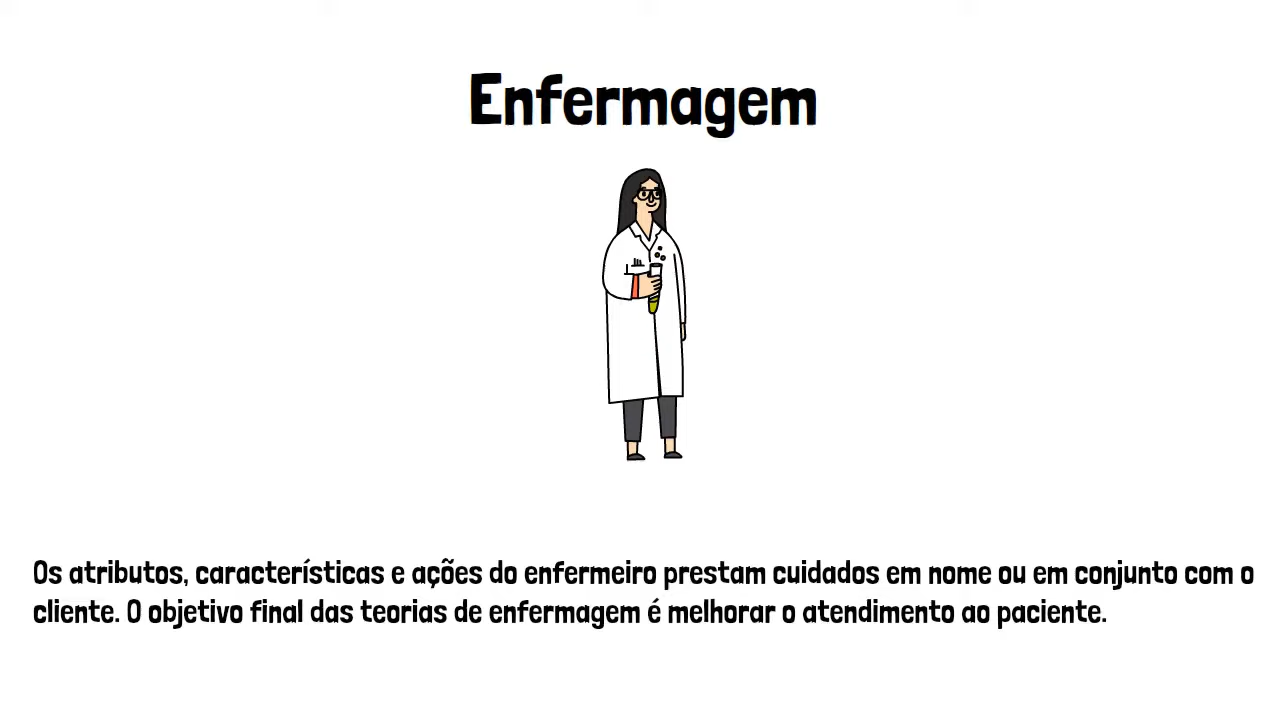 Enfermagem
Os atributos, características e ações do enfermeiro prestam cuidados em nome ou em conjunto com o
cliente. O objetivo final das teorias de enfermagem é melhorar o atendimento ao paciente.